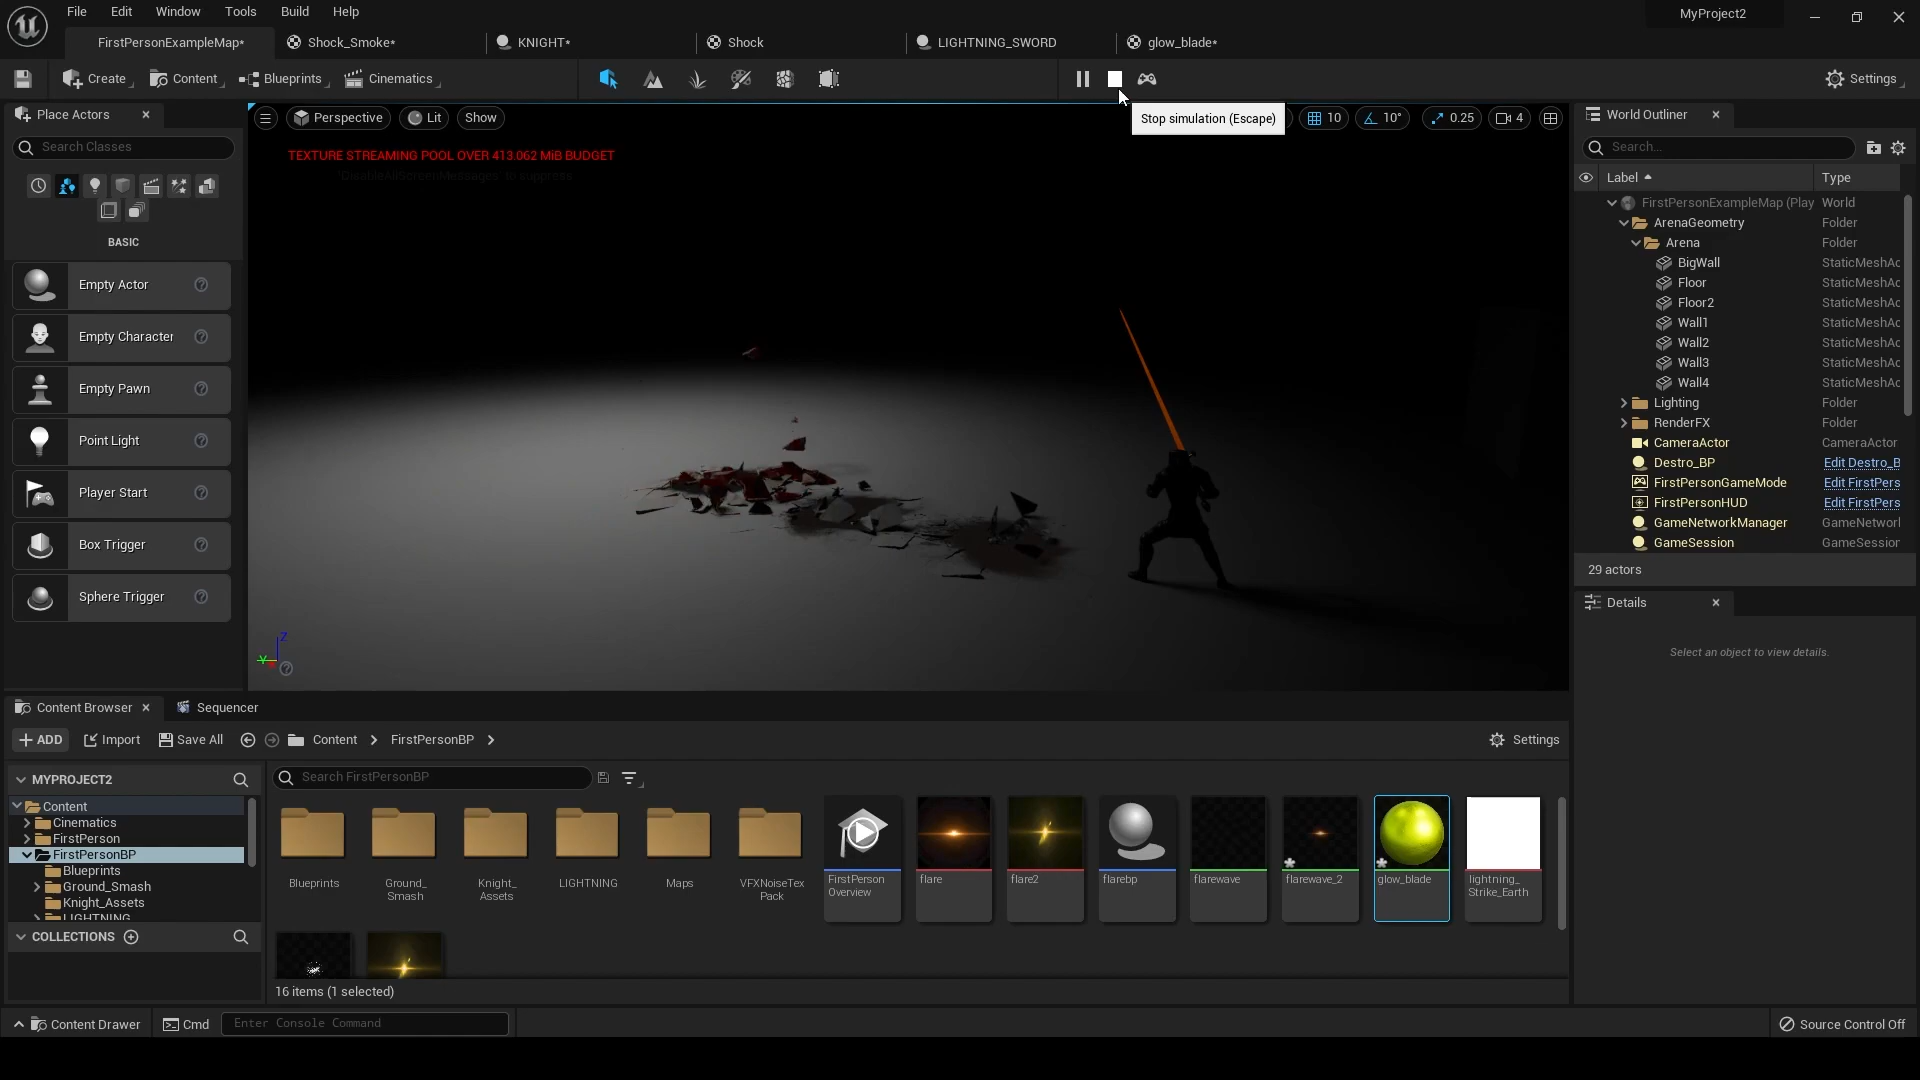 File Edit Window Tools Build Help
MyProject2
FirstPersonExampleMap*
Shock_Smoke*
KNIGHT*
Shock
LIGHTNING_SWORD
glow_blade*
Create
Content
Blueprints
Cinematics
Settings
Place Actors
Search Classes
BASIC
Empty Actor
Empty Character
Empty Pawn
Point Light
Player Start
Box Trigger
Sphere Trigger
Perspective
Lit
Show
Stop simulation (Escape)
10
10°
0.25
4
TEXTURE STREAMING POOL OVER 413.062 MiB BUDGET
'DisableAllScreenMessages' to suppress
Z
Y
World Outliner
Search...
Label Type
FirstPersonExampleMap (Play World
ArenaGeometry Folder
Arena Folder
BigWall StaticMeshAc
Floor StaticMeshAc
Floor2 StaticMeshAc
Wall1 StaticMeshAc
Wall2 StaticMeshAc
Wall3 StaticMeshAc
Wall4 StaticMeshAc
Lighting Folder
RenderFX Folder
CameraActor CameraActor
Destro_BP Edit Destro_B
FirstPersonGameMode Edit FirstPers
FirstPersonHUD Edit FirstPers
GameNetworkManager GameNetworl
GameSession GameSession
29 actors
Details
Select an object to view details.
Content Browser
Sequencer
ADD
Import
Save All
Content
FirstPersonBP
Settings
MYPROJECT2
Content
Cinematics
FirstPerson
FirstPersonBP
Blueprints
Ground_Smash
Knight_Assets
LIGHTNING
COLLECTIONS
Search FirstPersonBP
Blueprints
Ground_
Smash
Knight_
Assets
LIGHTNING
Maps
VFXNoiseTex
Pack
FirstPerson
Overview
flare
flare2
flarebp
flarewave
flarewave_2
glow_blade
lightning_
Strike_Earth
16 items (1 selected)
Content Drawer
Cmd
Enter Console Command
Source Control Off